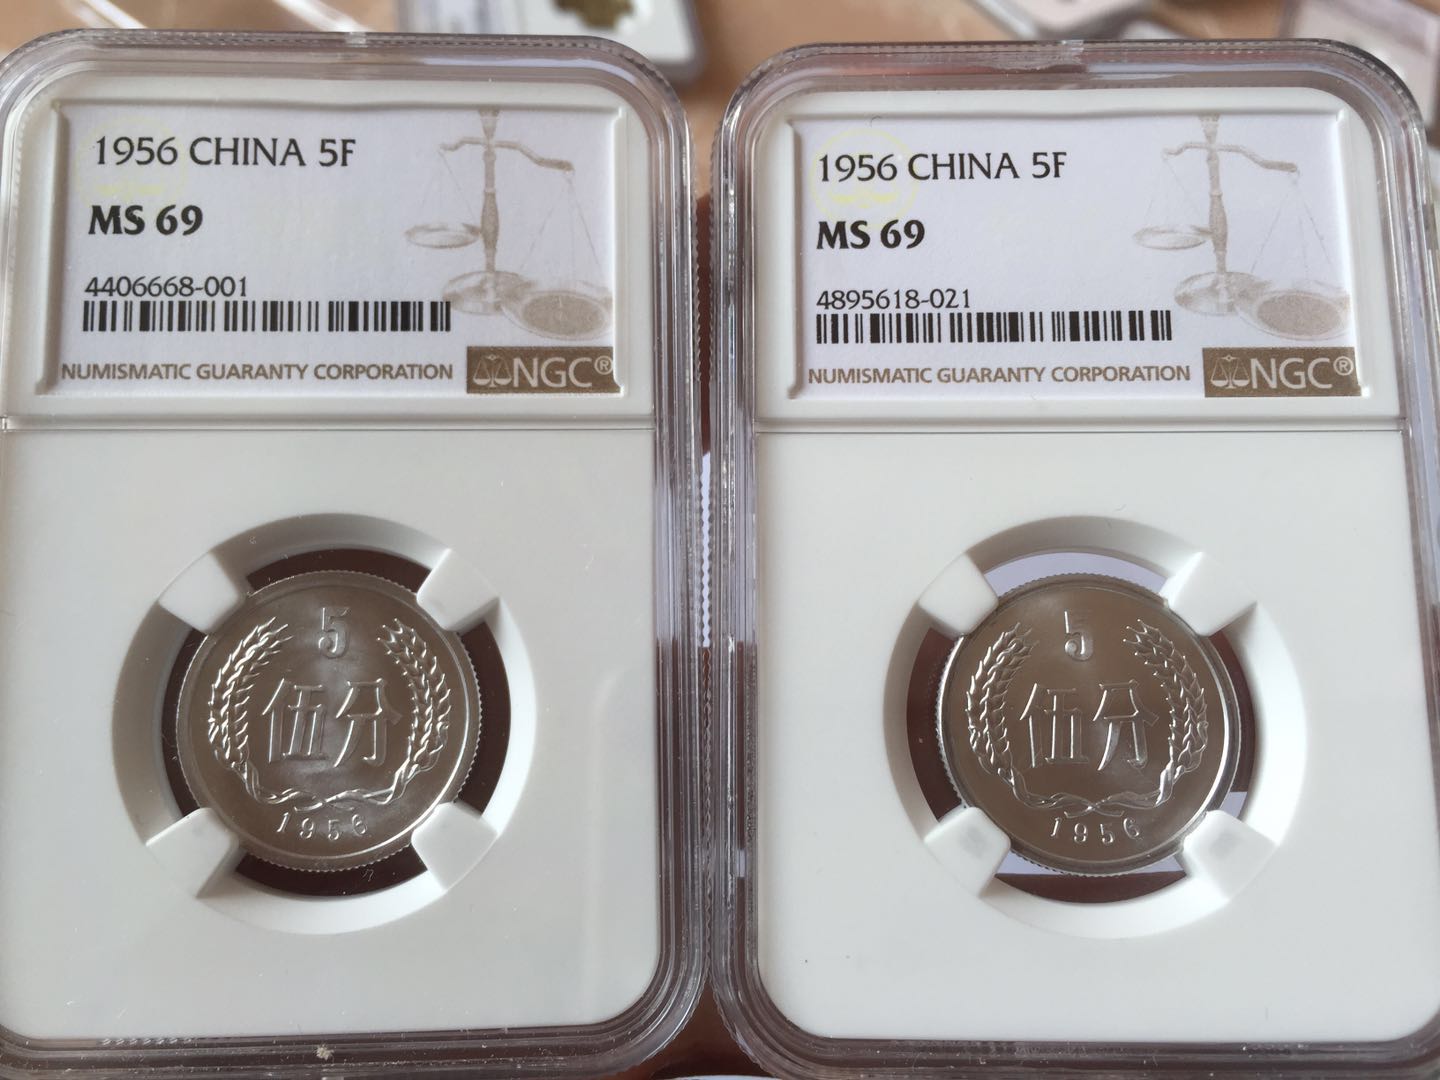 1956 CHINA 5F
MS 69
4406668-001
NUMISMATIC GUARANTY CORPORATION NGC®
5
伍分
1956
1956 CHINA 5F
MS 69
4895618-021
NUMISMATIC GUARANTY CORPORATION NGC®
5
伍分
1956